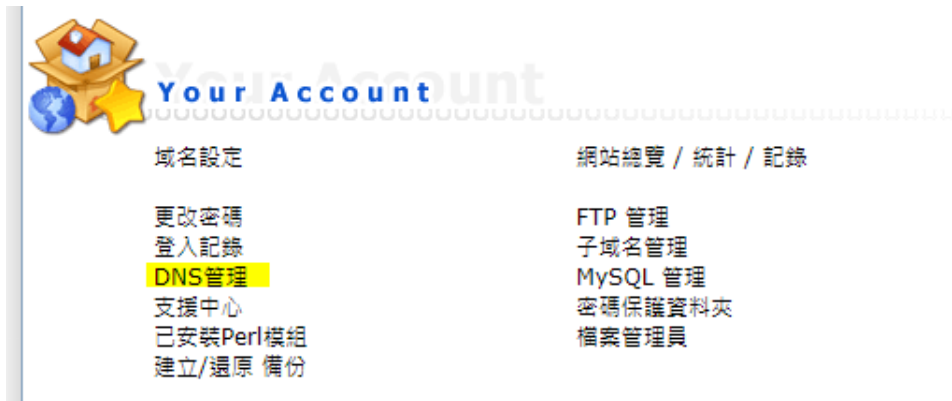 Your Account
域名設定
網站總覽 / 統計 / 記錄
更改密碼
FTP 管理
登入記錄
子域名管理
DNS管理
MySQL 管理
支援中心
密碼保護資料夾
已安裝Perl模組
檔案管理員
建立/還原 備份